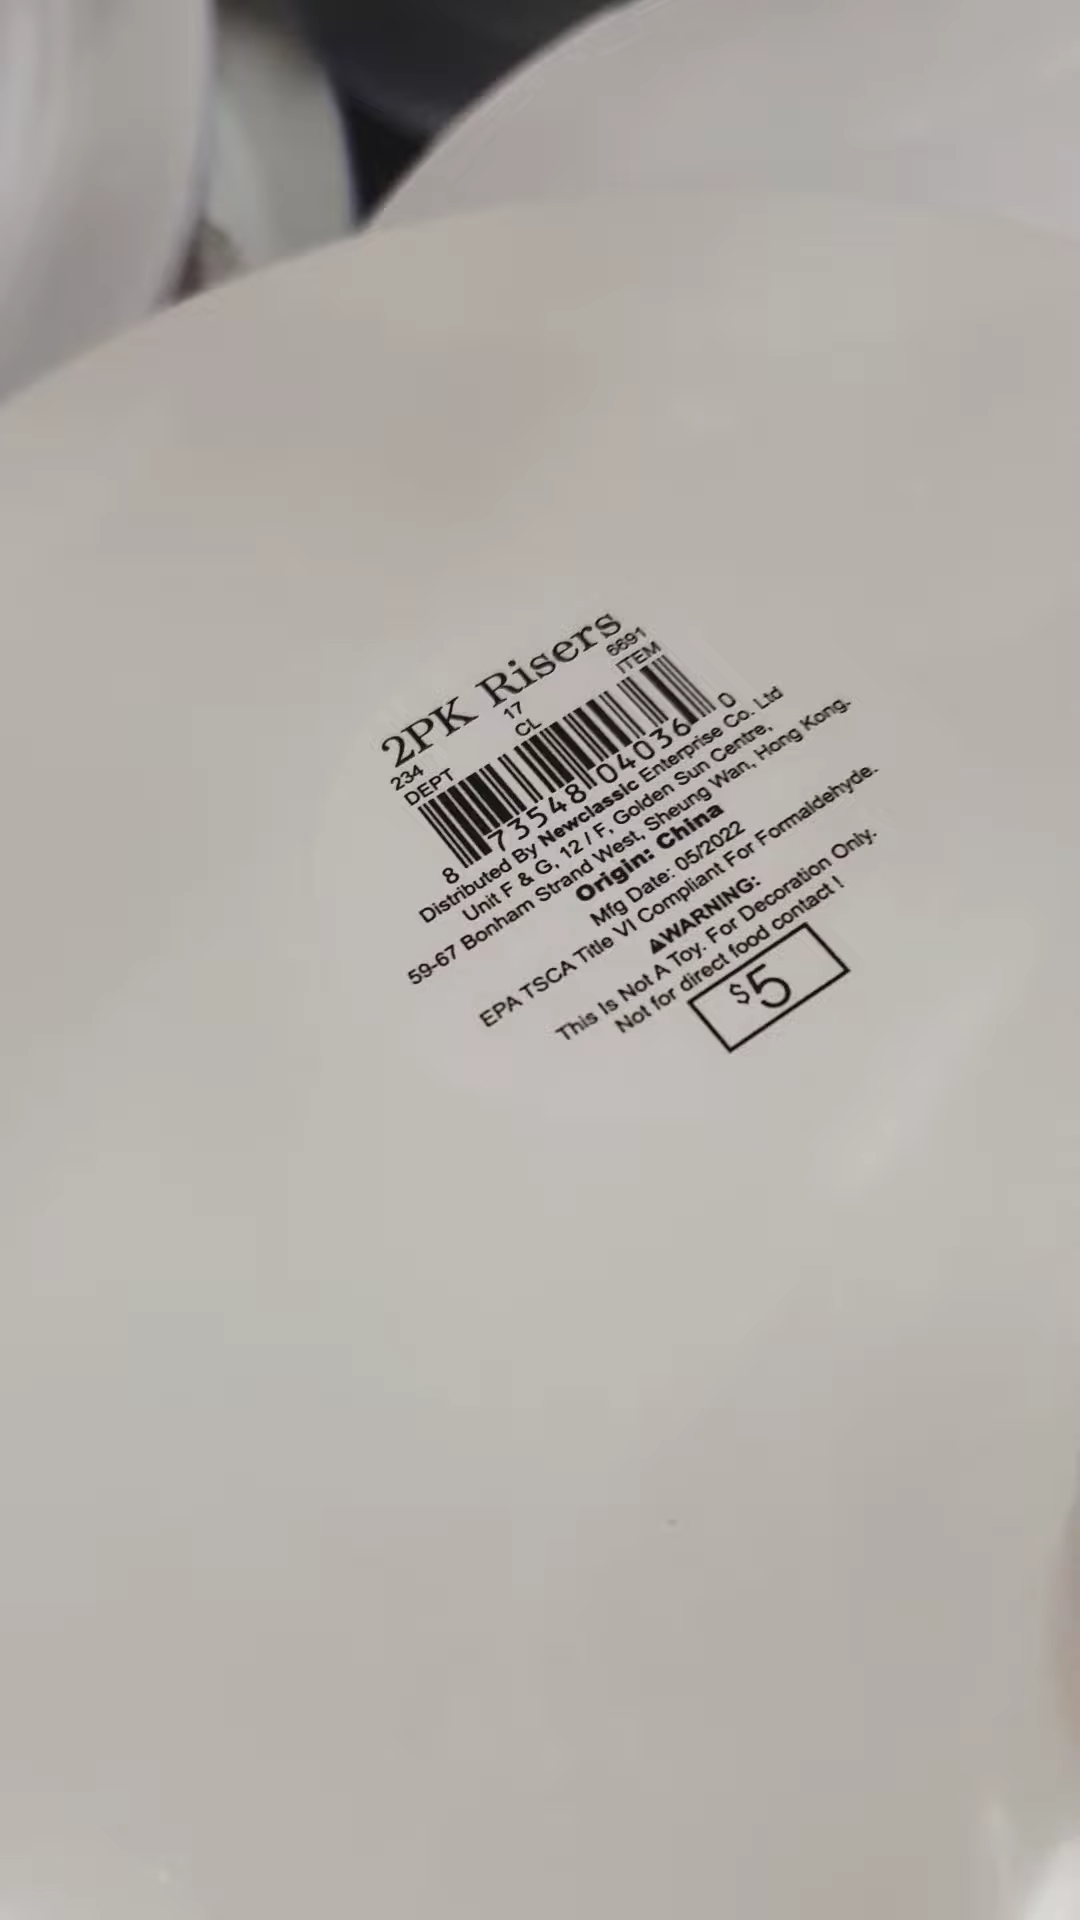 2PK Risers
234 17 6691
DEPT CL ITEM
8 73548 04036 0
Distributed By Newclassic Enterprise Co. Ltd
Unit F & G, 12 / F, Golden Sun Centre,
59-67 Bonham Strand West, Sheung Wan, Hong Kong.
Origin: China
Mfg Date: 05/2022
EPA TSCA Title VI Compliant For Formaldehyde.
⚠WARNING:
This Is Not A Toy. For Decoration Only.
Not for direct food contact !
$5